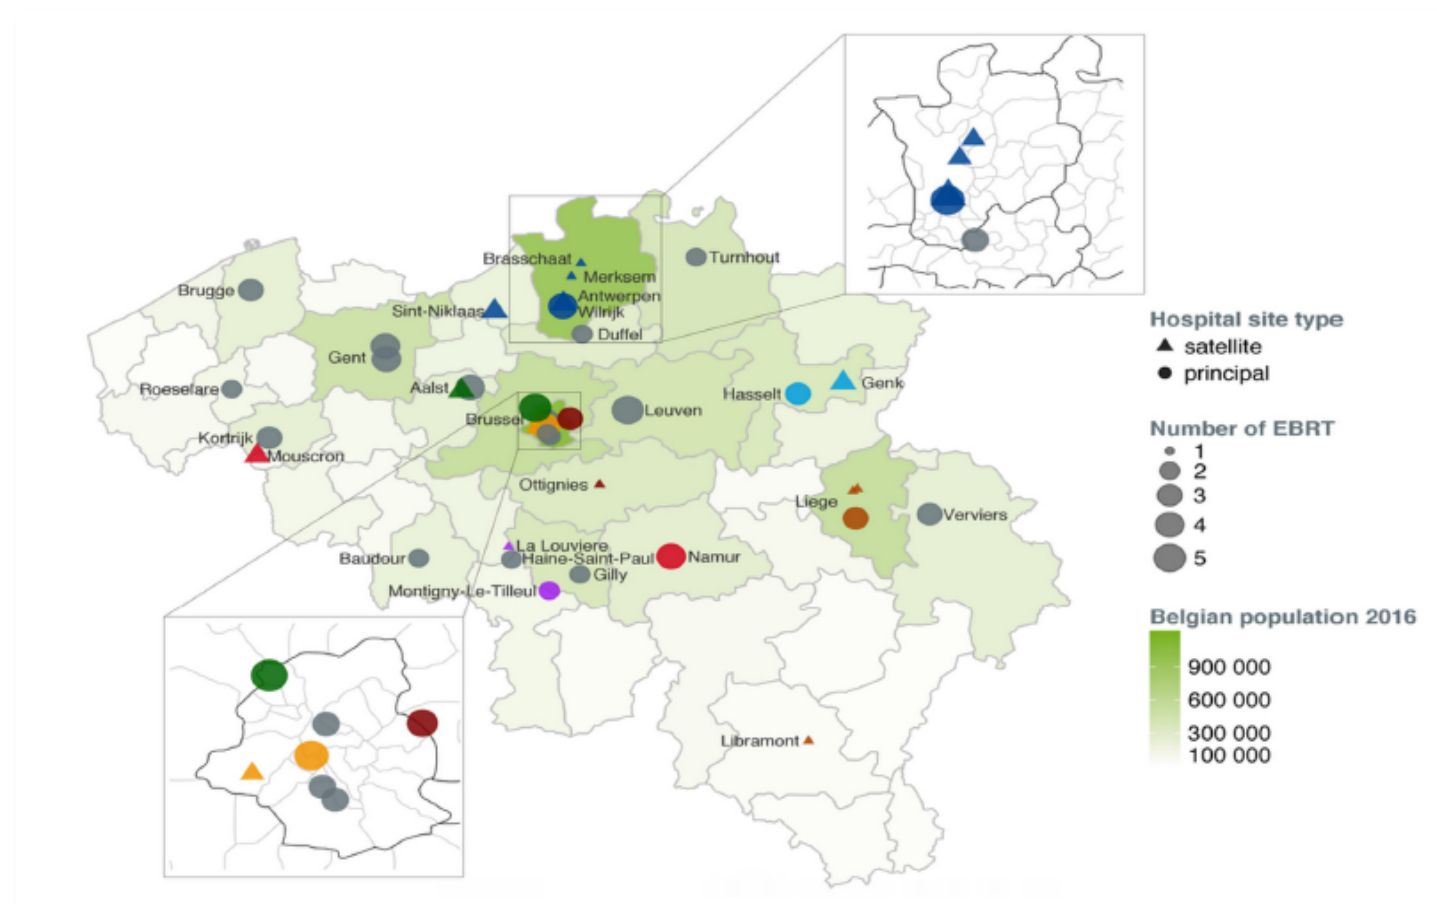 Brasschaat
Turnhout
Merksem
Brugge
Antwerpen
Sint-Niklaas
Wilrijk
Duffel
Gent
Roeselare
Aalst
Hasselt
Genk
Leuven
Brussel
Kortrijk
Mouscron
Ottignies
Liege
Verviers
La Louviere
Baudour
Haine-Saint-Paul
Namur
Gilly
Montigny-Le-Tilleul
Libramont
Hospital site type
satellite
principal
Number of EBRT
1
2
3
4
5
Belgian population 2016
900 000
600 000
300 000
100 000